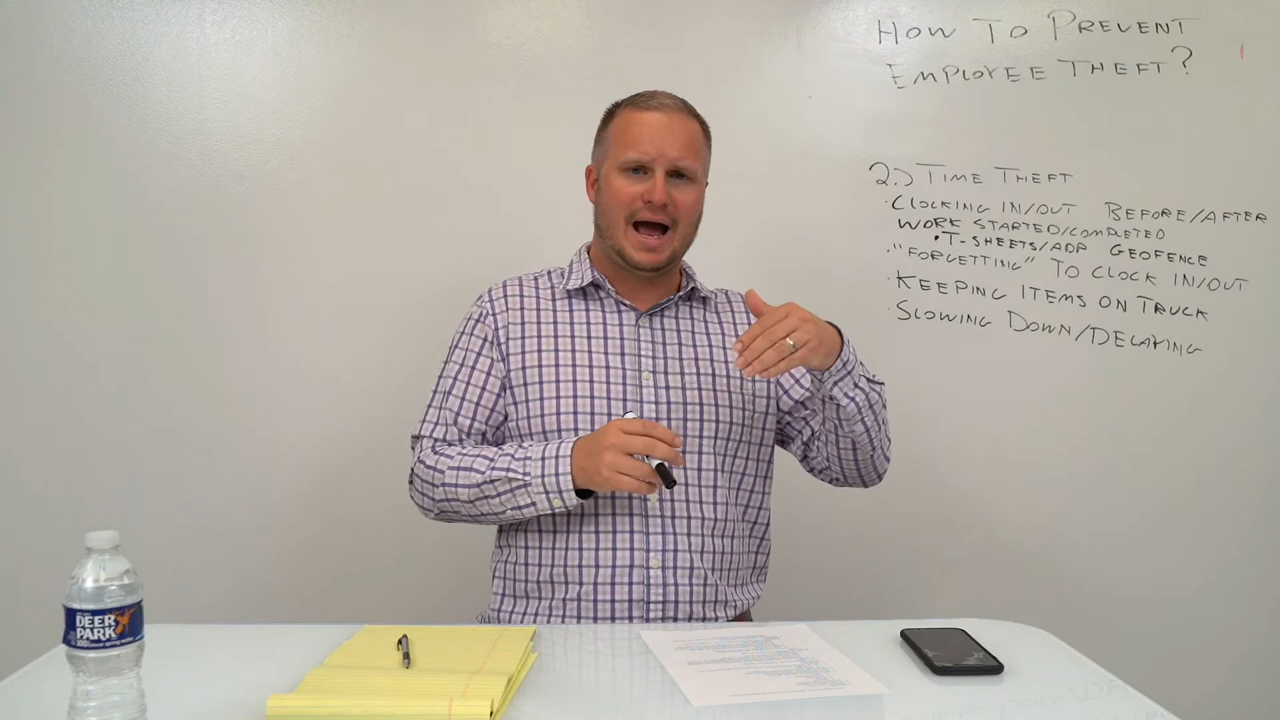 HOW TO PREVENT
EMPLOYEE THEFT?
2.) TIME THEFT
· CLOCKING IN/OUT BEFORE/AFTER
WORK STARTED/COMPLETED
• T-SHEETS/ADP GEOFENCE
· "FORGETTING" TO CLOCK IN/OUT
· KEEPING ITEMS ON TRUCK
· SLOWING DOWN/DELAYING
DEER
PARK